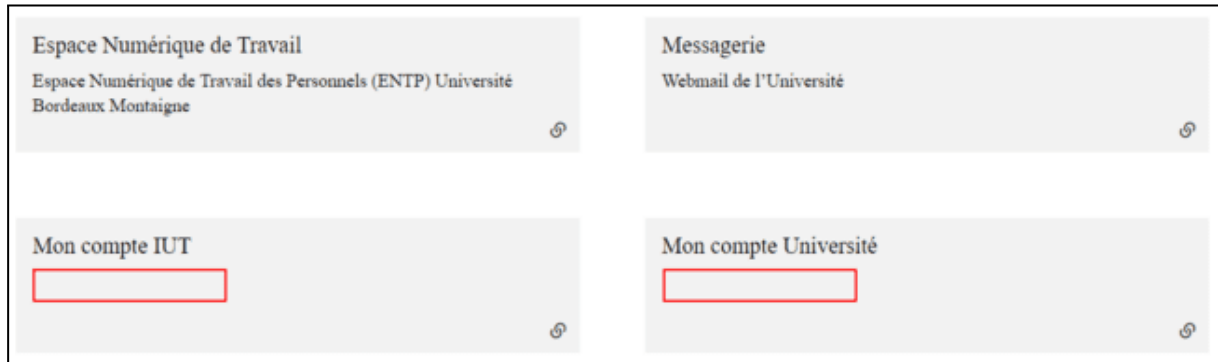 Espace Numérique de Travail
Espace Numérique de Travail des Personnels (ENTP) Université
Bordeaux Montaigne
Messagerie
Webmail de l'Université
Mon compte IUT
Mon compte Université